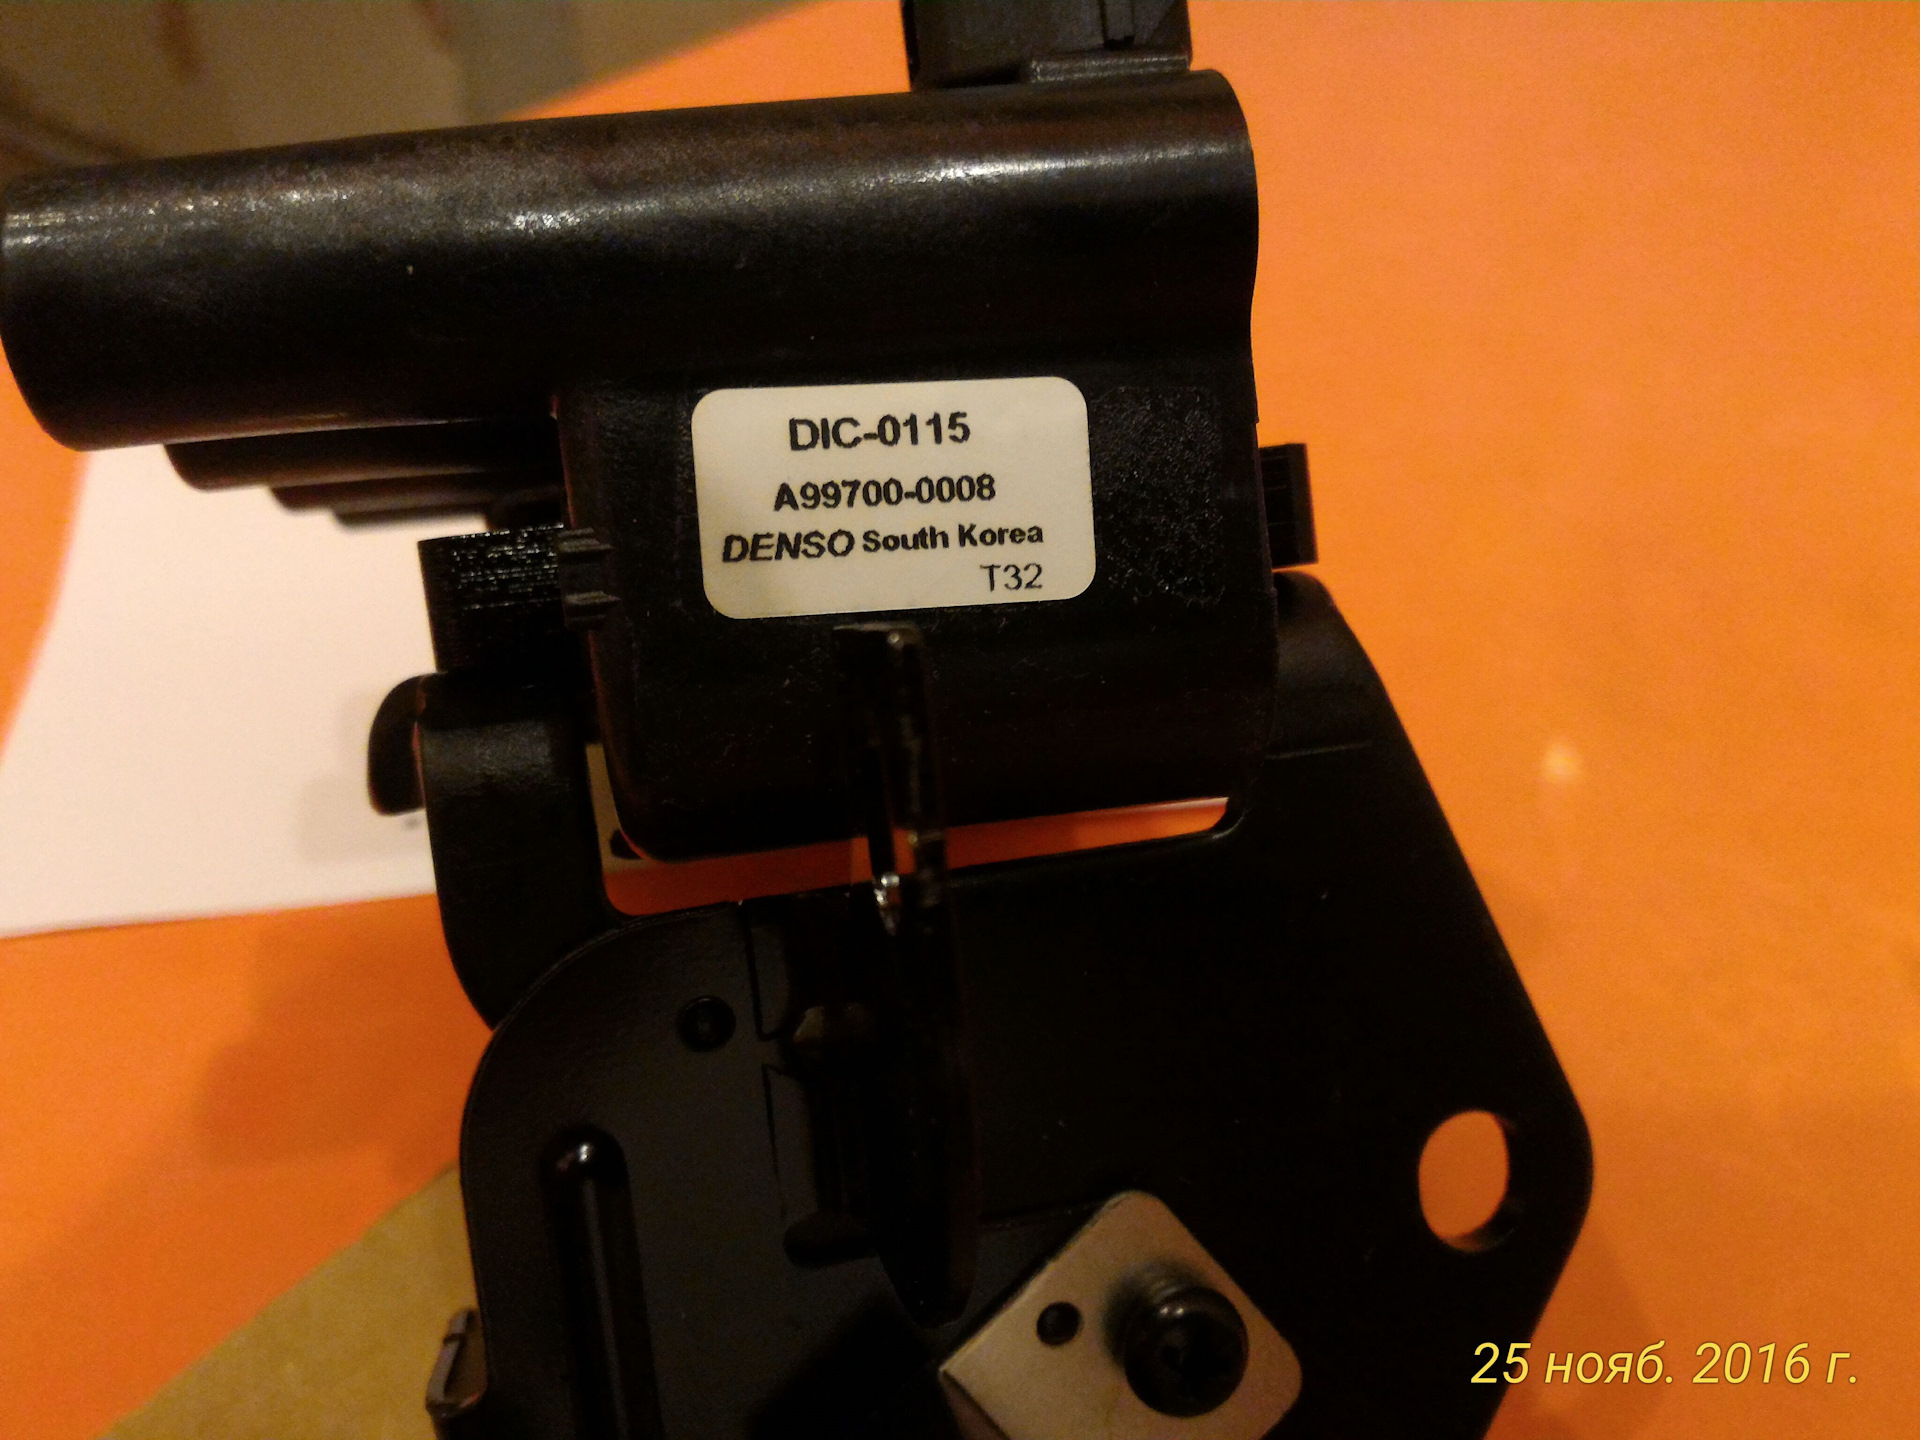 DIC-0115
A99700-0008
DENSO South Korea
T32
25 нояб. 2016 г.